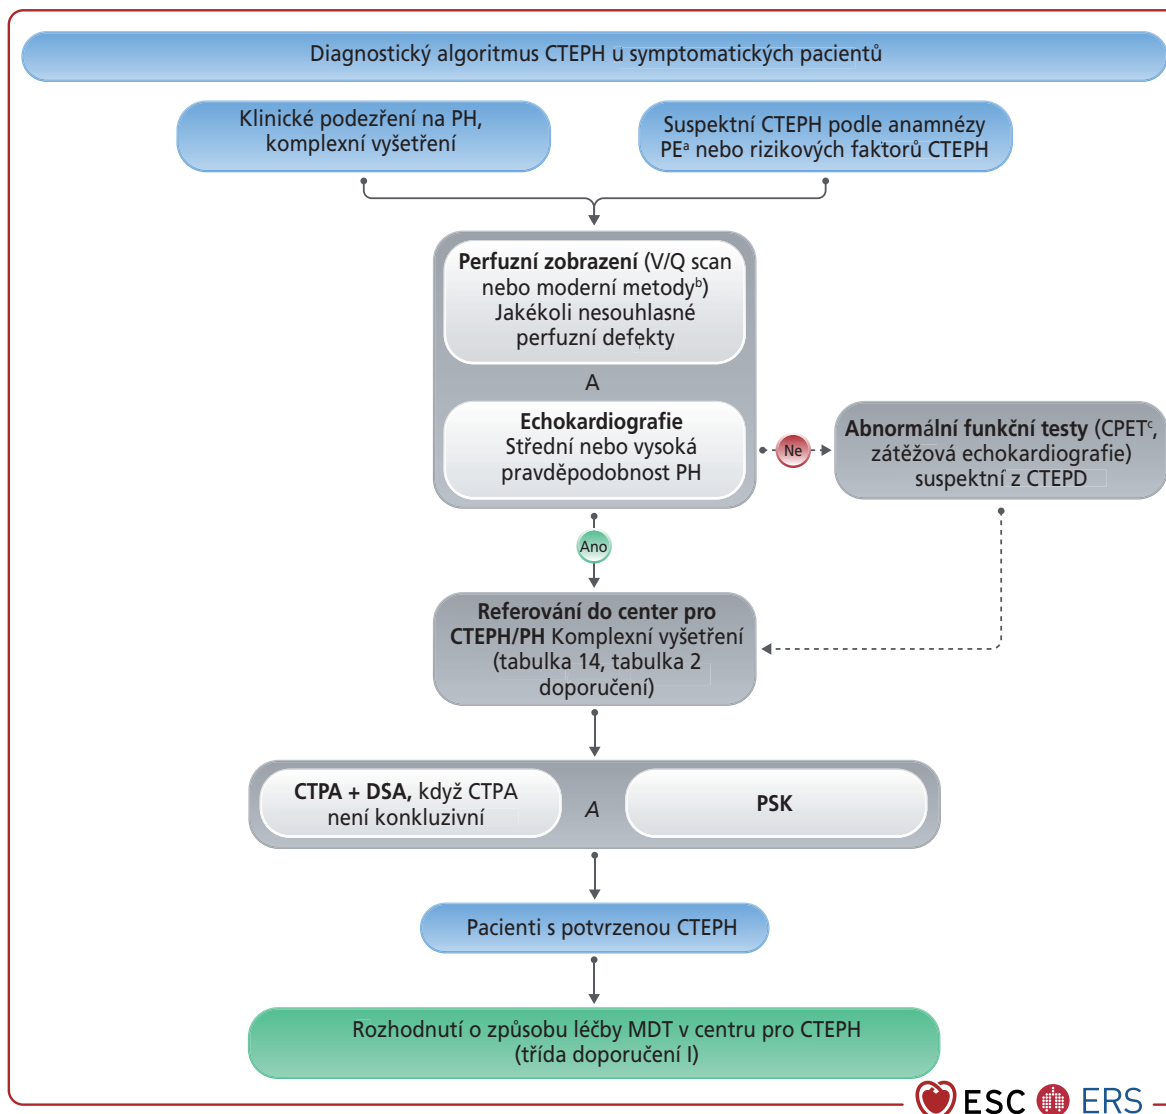 Diagnostický algoritmus CTEPH u symptomatických pacientů
Klinické podezření na PH,
komplexní vyšetření
Suspektní CTEPH podle anamnézy
PEᵃ nebo rizikových faktorů CTEPH
Perfuzní zobrazení (V/Q scan
nebo moderní metodyᵇ)
Jakékoli nesouhlasné
perfuzní defekty
A
Echokardiografie
Střední nebo vysoká
pravděpodobnost PH
Ne
Abnormální funkční testy (CPETᶜ,
zátěžová echokardiografie)
suspektní z CTEPD
Ano
Referování do center pro
CTEPH/PH Komplexní vyšetření
(tabulka 14, tabulka 2
doporučení)
CTPA + DSA, když CTPA
není konkluzivní
A
PSK
Pacienti s potvrzenou CTEPH
Rozhodnutí o způsobu léčby MDT v centru pro CTEPH
(třída doporučení I)
ESC ERS